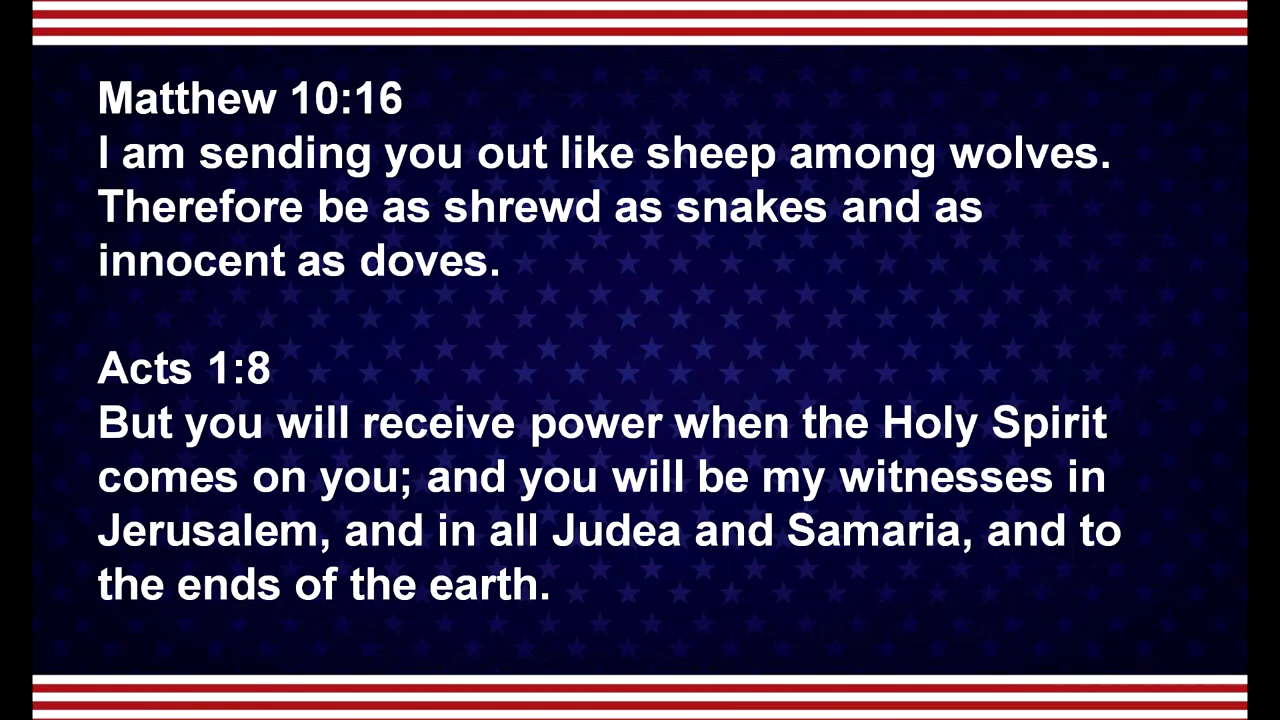 Matthew 10:16
I am sending you out like sheep among wolves.
Therefore be as shrewd as snakes and as
innocent as doves.
Acts 1:8
But you will receive power when the Holy Spirit
comes on you; and you will be my witnesses in
Jerusalem, and in all Judea and Samaria, and to
the ends of the earth.